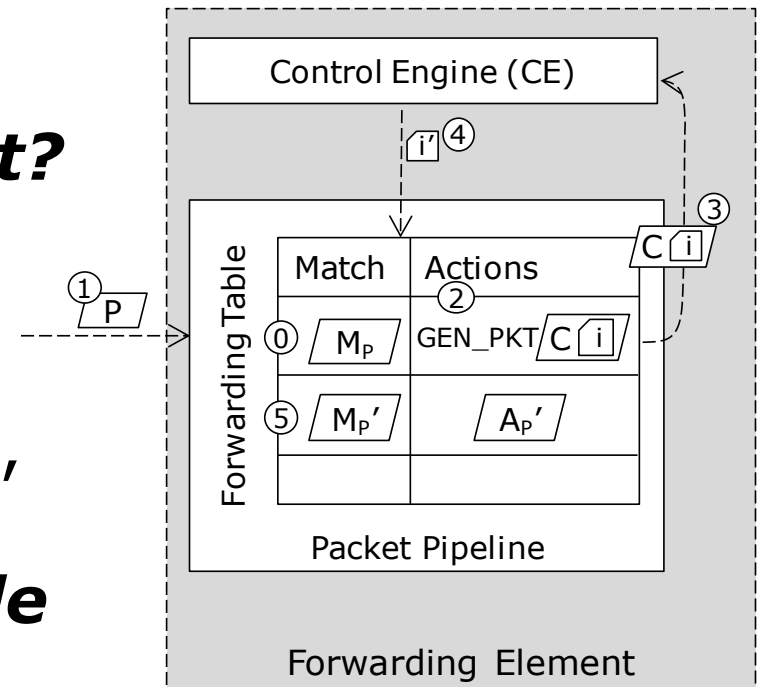 t?
,
le
Control Engine (CE)
i' ④
③
C i
① P
Forwarding Table
Match Actions
②
⓪ M_P GEN_PKT C i
⑤ M_P' A_P'
Packet Pipeline
Forwarding Element